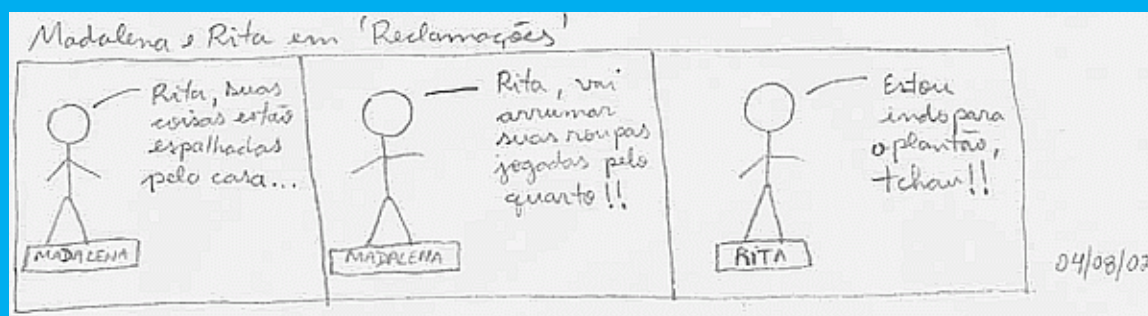 Madalena e Rita em 'Reclamações'
Rita, suas
coisas estão
espalhadas
pelo casa...
MADALENA
Rita, vai
arrumar
suas roupas
jogadas pelo
quarto!!
MADALENA
Estou
indo para
o plantão,
tchau!!
RITA
04/08/07